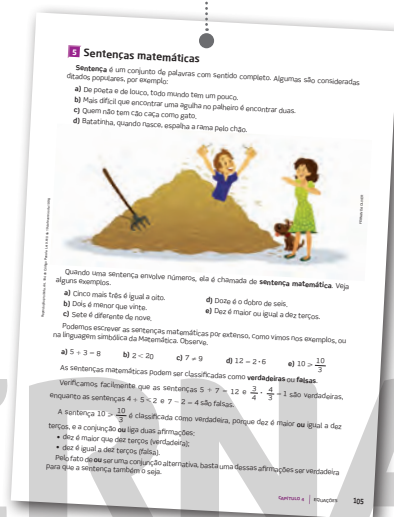 5 Sentenças matemáticas
Sentença é um conjunto de palavras com sentido completo. Algumas são consideradas
ditados populares, por exemplo:
a) De poeta e de louco, todo mundo tem um pouco.
b) Mais difícil que encontrar uma agulha no palheiro é encontrar duas.
c) Quem não tem cão caça como gato.
d) Batatinha, quando nasce, espalha a rama pelo chão.
Quando uma sentença envolve números, ela é chamada de sentença matemática. Veja
alguns exemplos.
a) Cinco mais três é igual a oito. d) Doze é o dobro de seis.
b) Dois é menor que vinte. e) Dez é maior ou igual a dez terços.
c) Sete é diferente de nove.
Podemos escrever as sentenças matemáticas por extenso, como vimos nos exemplos, ou
na linguagem simbólica da Matemática. Observe.
a) 5 + 3 = 8 b) 2 < 20 c) 7 ≠ 9 d) 12 = 2 · 6 e) 10 ≥ 10/3
As sentenças matemáticas podem ser classificadas como verdadeiras ou falsas.
Verificamos facilmente que as sentenças 5 + 7 = 12 e 3/4 · 4/3 = 1 são verdadeiras,
enquanto as sentenças 4 + 5 < 2 e 7 − 2 = 4 são falsas.
A sentença 10 ≥ 10/3 é classificada como verdadeira, porque dez é maior ou igual a dez
terços, e a conjunção ou liga duas afirmações:
• dez é maior que dez terços (verdadeira);
• dez é igual a dez terços (falsa).
Pelo fato de ou ser uma conjunção alternativa, basta uma dessas afirmações ser verdadeira
para que a sentença também o seja.
CAPÍTULO 4 | EQUAÇÕES 105